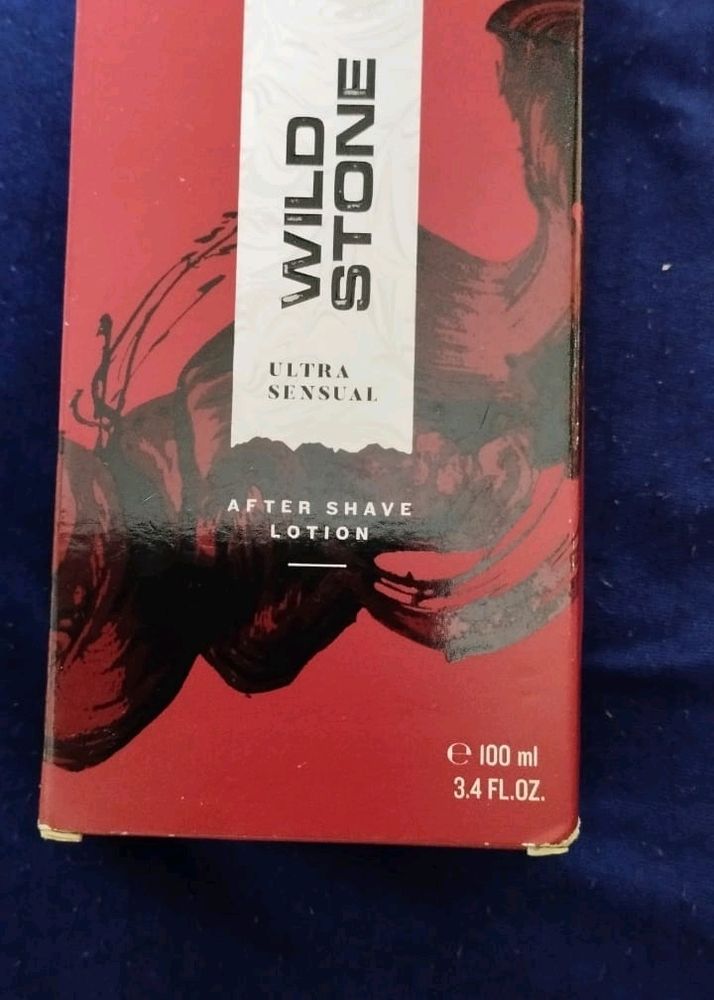 WILD
STONE
ULTRA
SENSUAL
AFTER SHAVE
LOTION
℮ 100 ml
3.4 FL.OZ.